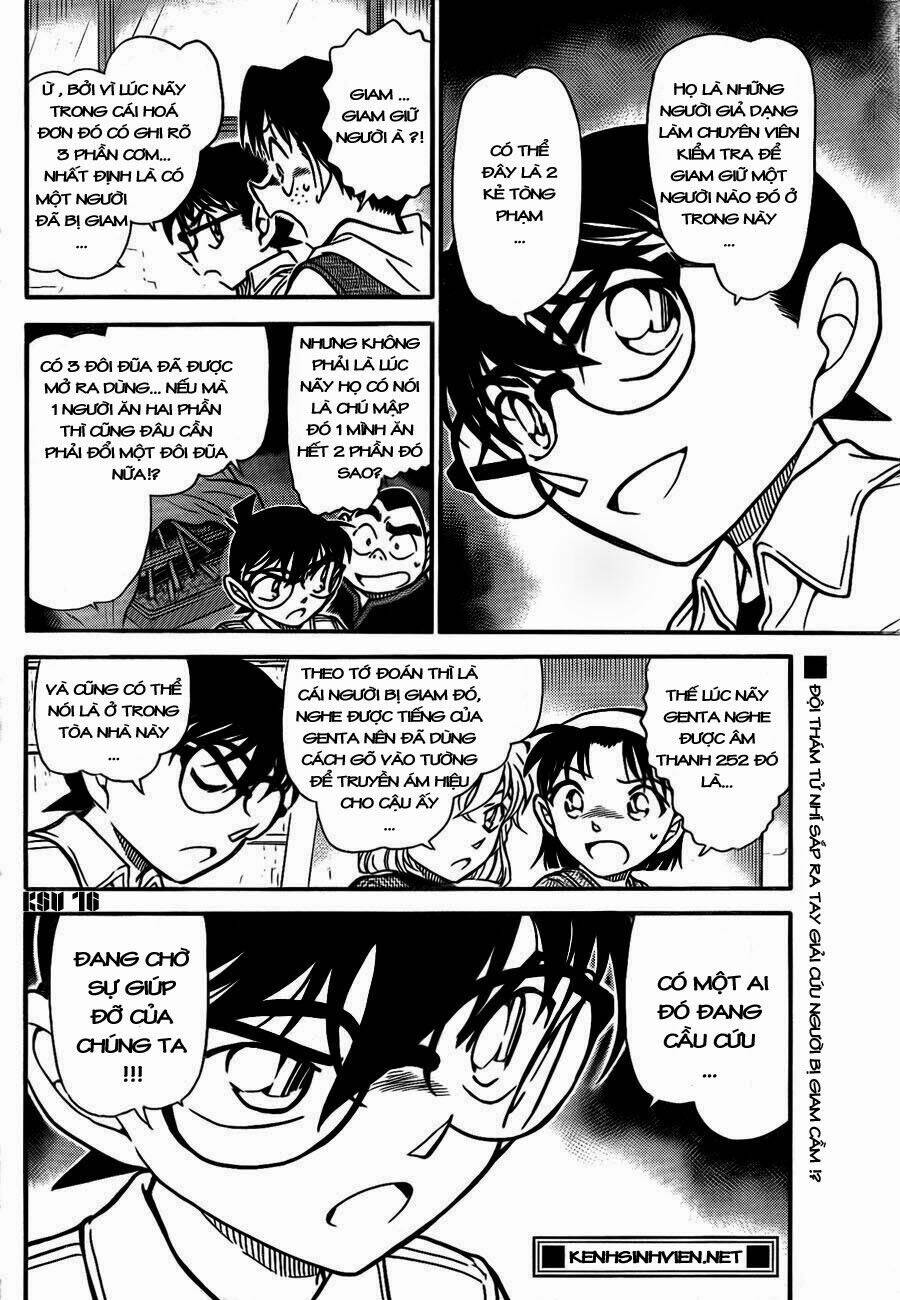 HỌ LÀ NHỮNG
NGƯỜI GIẢ DẠNG
LÀM CHUYÊN VIÊN
KIỂM TRA ĐỂ
GIAM GIỮ MỘT
NGƯỜI NÀO ĐÓ Ở
TRONG NÀY
...
CÓ THỂ
ĐÂY LÀ 2
KẺ TÒNG
PHẠM
...
GIAM ...
GIAM GIỮ
NGƯỜI À ?!
Ừ , BỞI VÌ LÚC NÃY
TRONG CÁI HOÁ
ĐƠN ĐÓ CÓ GHI RÕ
3 PHẦN CƠM...
NHẤT ĐỊNH LÀ CÓ
MỘT NGƯỜI
ĐÃ BỊ GIAM
...
NHƯNG KHÔNG
PHẢI LÀ LÚC
NÃY HỌ CÓ NÓI
LÀ CHÚ MẬP
ĐÓ 1 MÌNH ĂN
HẾT 2 PHẦN ĐÓ
SAO?
CÓ 3 ĐÔI ĐŨA ĐÃ ĐƯỢC
MỞ RA DÙNG... NẾU MÀ
1 NGƯỜI ĂN HAI PHẦN
THÌ CŨNG ĐÂU CẦN
PHẢI ĐỔI MỘT ĐÔI ĐŨA
NỮA!?
THẾ LÚC NÃY
GENTA NGHE
ĐƯỢC ÂM
THANH 252 ĐÓ
LÀ...
THEO TỚ ĐOÁN THÌ LÀ
CÁI NGƯỜI BỊ GIAM ĐÓ,
NGHE ĐƯỢC TIẾNG CỦA
GENTA NÊN ĐÃ DÙNG
CÁCH GÕ VÀO TƯỜNG
ĐỂ TRUYỀN ÁM HIỆU
CHO CẬU ẤY
...
VÀ CŨNG CÓ THỂ
NÓI LÀ Ở TRONG
TÒA NHÀ NÀY
...
KSV 16
CÓ MỘT AI
ĐÓ ĐANG
CẦU CỨU
...
ĐANG CHỜ
SỰ GIÚP
ĐỠ CỦA
CHÚNG TA
!!!
ĐỘI THÁM TỬ NHÍ SẮP RA TAY GIẢI CỨU NGƯỜI BỊ GIAM CẦM !?
KENHSINHVIEN.NET